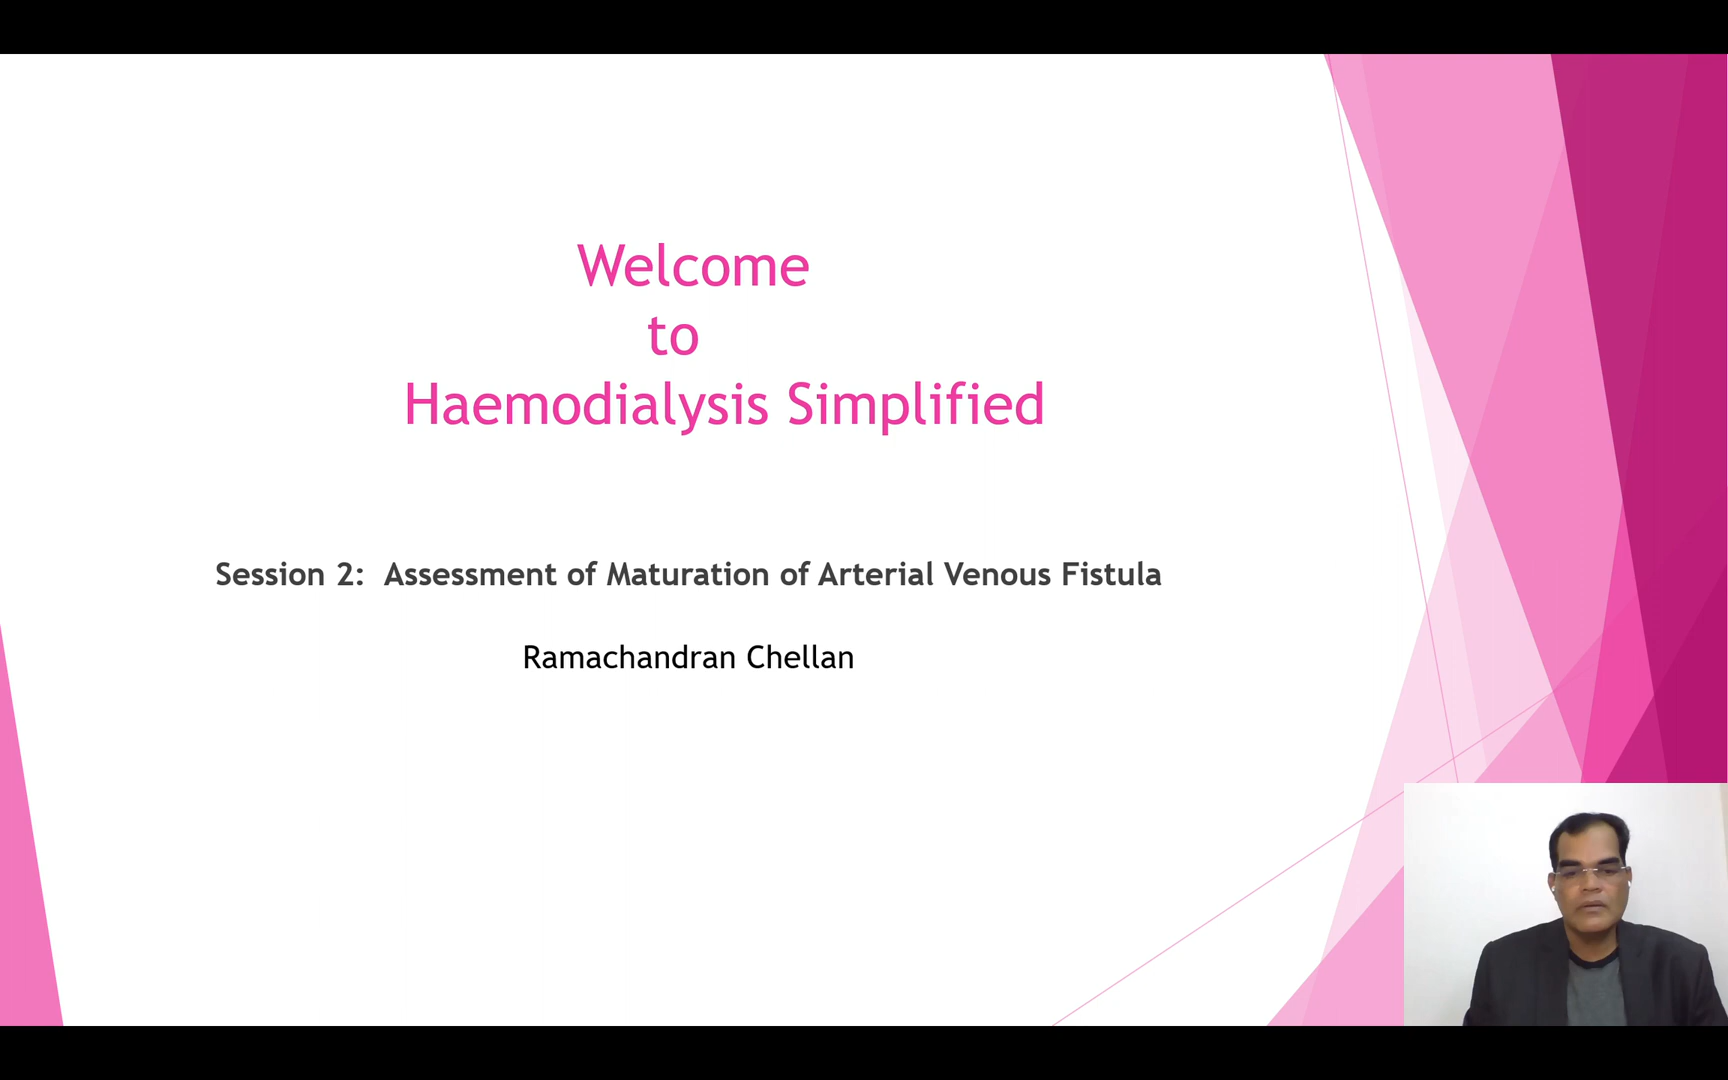 Welcome
to
Haemodialysis Simplified
Session 2: Assessment of Maturation of Arterial Venous Fistula
Ramachandran Chellan